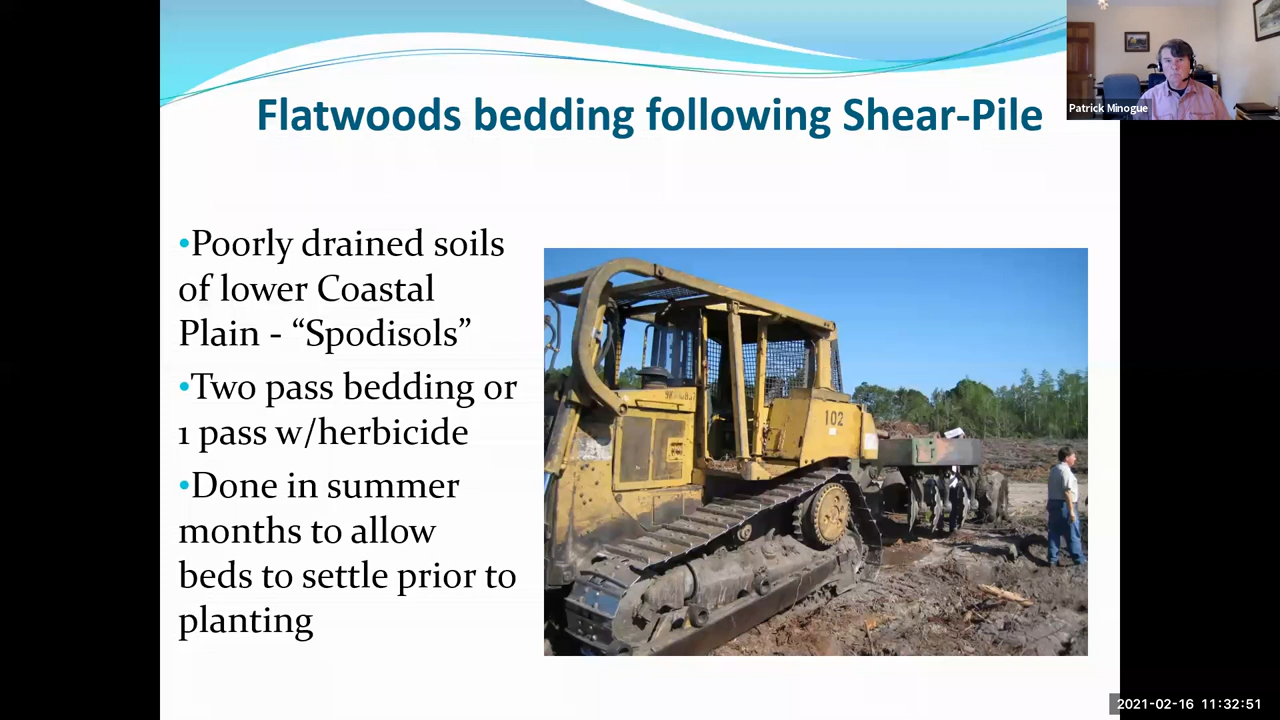 Patrick Minogue
Flatwoods bedding following Shear-Pile
•Poorly drained soils
of lower Coastal
Plain - “Spodisols”
•Two pass bedding or
1 pass w/herbicide
•Done in summer
months to allow
beds to settle prior to
planting
102
2021-02-16 11:32:51